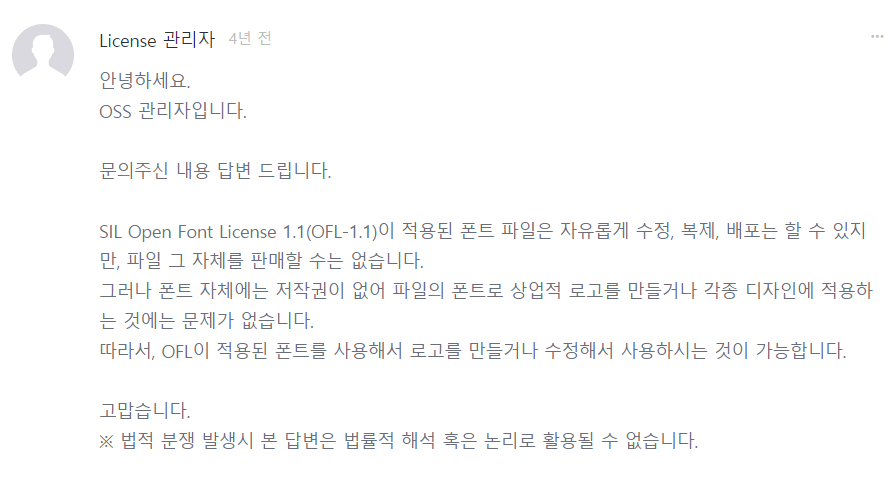 License 관리자 4년 전
안녕하세요.
OSS 관리자입니다.
문의주신 내용 답변 드립니다.
SIL Open Font License 1.1(OFL-1.1)이 적용된 폰트 파일은 자유롭게 수정, 복제, 배포는 할 수 있지
만, 파일 그 자체를 판매할 수는 없습니다.
그러나 폰트 자체에는 저작권이 없어 파일의 폰트로 상업적 로고를 만들거나 각종 디자인에 적용하
는 것에는 문제가 없습니다.
따라서, OFL이 적용된 폰트를 사용해서 로고를 만들거나 수정해서 사용하시는 것이 가능합니다.
고맙습니다.
※ 법적 분쟁 발생시 본 답변은 법률적 해석 혹은 논리로 활용될 수 없습니다.